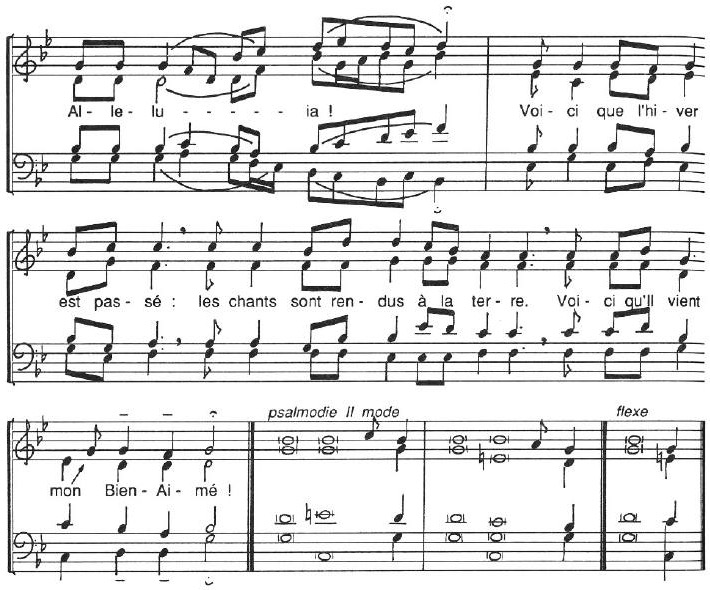 Al - le - lu - - - - - ia ! Voi - ci que l'hi - ver
est pas - sé : les chants sont ren - dus à la ter - re. Voi - ci qu'Il vient
psalmodie II mode flexe
mon Bien - Ai - mé !